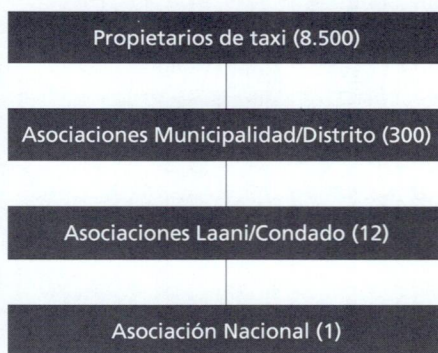 Propietarios de taxi (8.500)
Asociaciones Municipalidad/Distrito (300)
Asociaciones Laani/Condado (12)
Asociación Nacional (1)